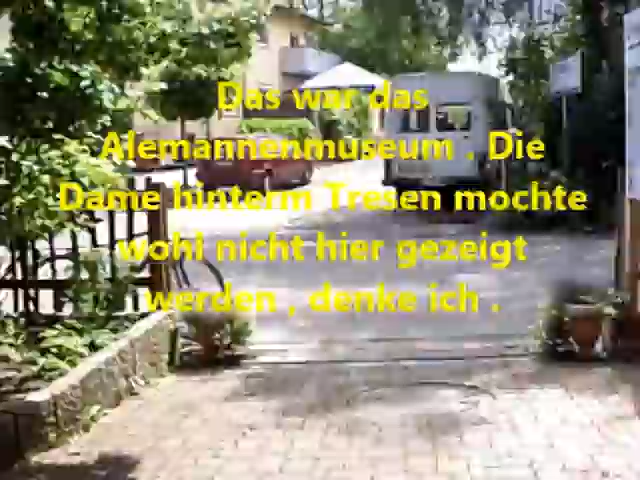 Das war das
Alemannenmuseum . Die
Dame hinterm Tresen mochte
wohl nicht hier gezeigt
werden , denke ich .